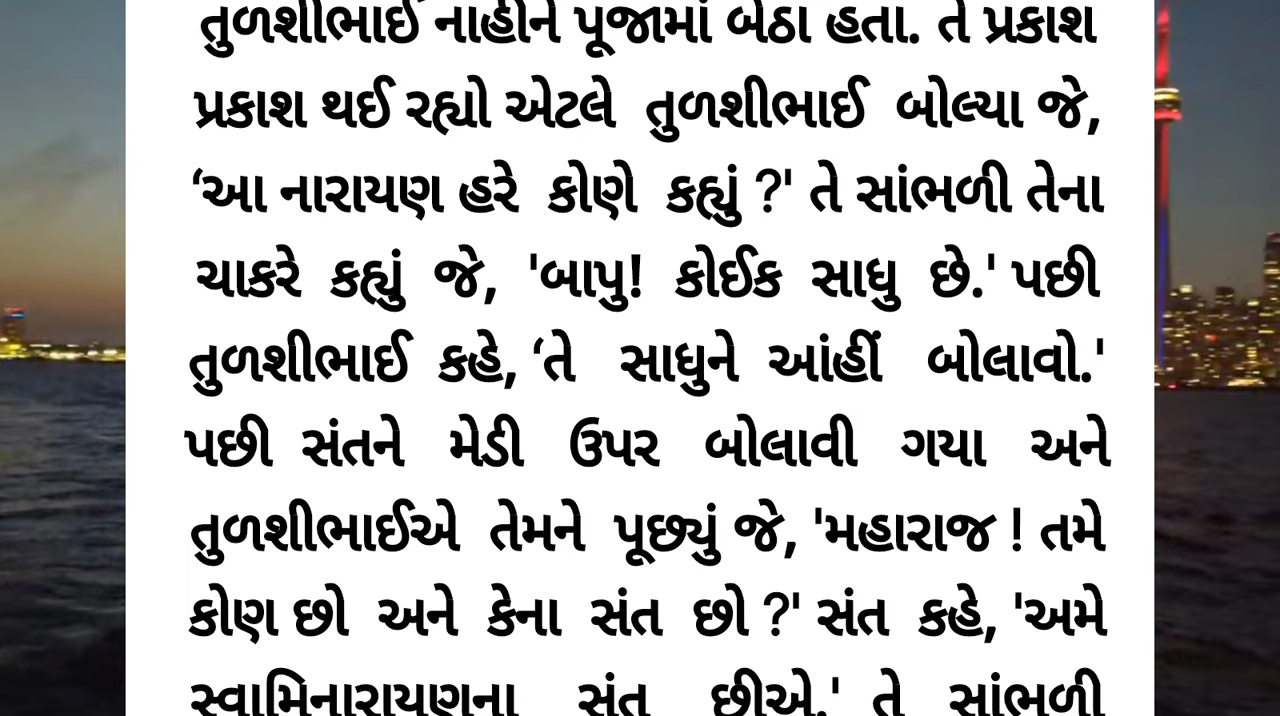 તુળશીભાઈ નાહીને પૂજામાં બેઠા હતા. તે પ્રકાશ
પ્રકાશ થઈ રહ્યો એટલે તુળશીભાઈ બોલ્યા જે,
‘આ નારાયણ હરે કોણે કહ્યું ?' તે સાંભળી તેના
ચાકરે કહ્યું જે, 'બાપુ! કોઈક સાધુ છે.' પછી
તુળશીભાઈ કહે, ‘તે સાધુને આંહીં બોલાવો.'
પછી સંતને મેડી ઉપર બોલાવી ગયા અને
તુળશીભાઈએ તેમને પૂછ્યું જે, 'મહારાજ ! તમે
કોણ છો અને કેના સંત છો ?' સંત કહે, 'અમે
સ્વામિનારાયણના સંત છીએ.' તે સાંભળી